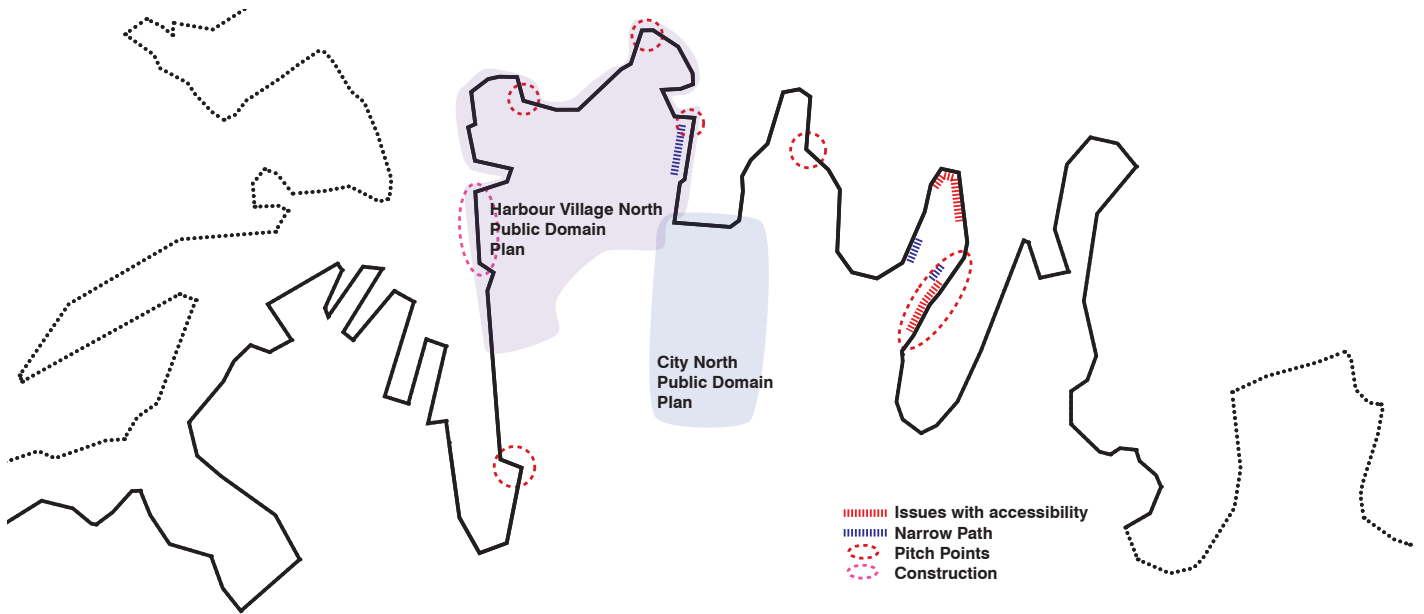 Harbour Village North
Public Domain
Plan
City North
Public Domain
Plan
Issues with accessibility
Narrow Path
Pitch Points
Construction